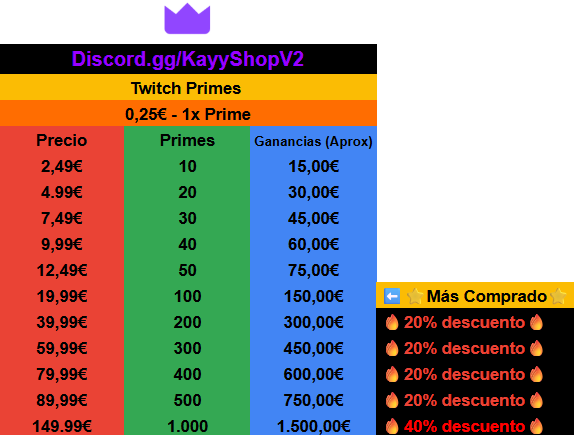 Discord.gg/KayyShopV2
Twitch Primes
0,25€ - 1x Prime
Precio Primes Ganancias (Aprox)
2,49€ 10 15,00€
4.99€ 20 30,00€
7,49€ 30 45,00€
9,99€ 40 60,00€
12,49€ 50 75,00€
19,99€ 100 150,00€ Más Comprado
39,99€ 200 300,00€ 20% descuento
59,99€ 300 450,00€ 20% descuento
79,99€ 400 600,00€ 20% descuento
89,99€ 500 750,00€ 20% descuento
149.99€ 1.000 1.500,00€ 40% descuento